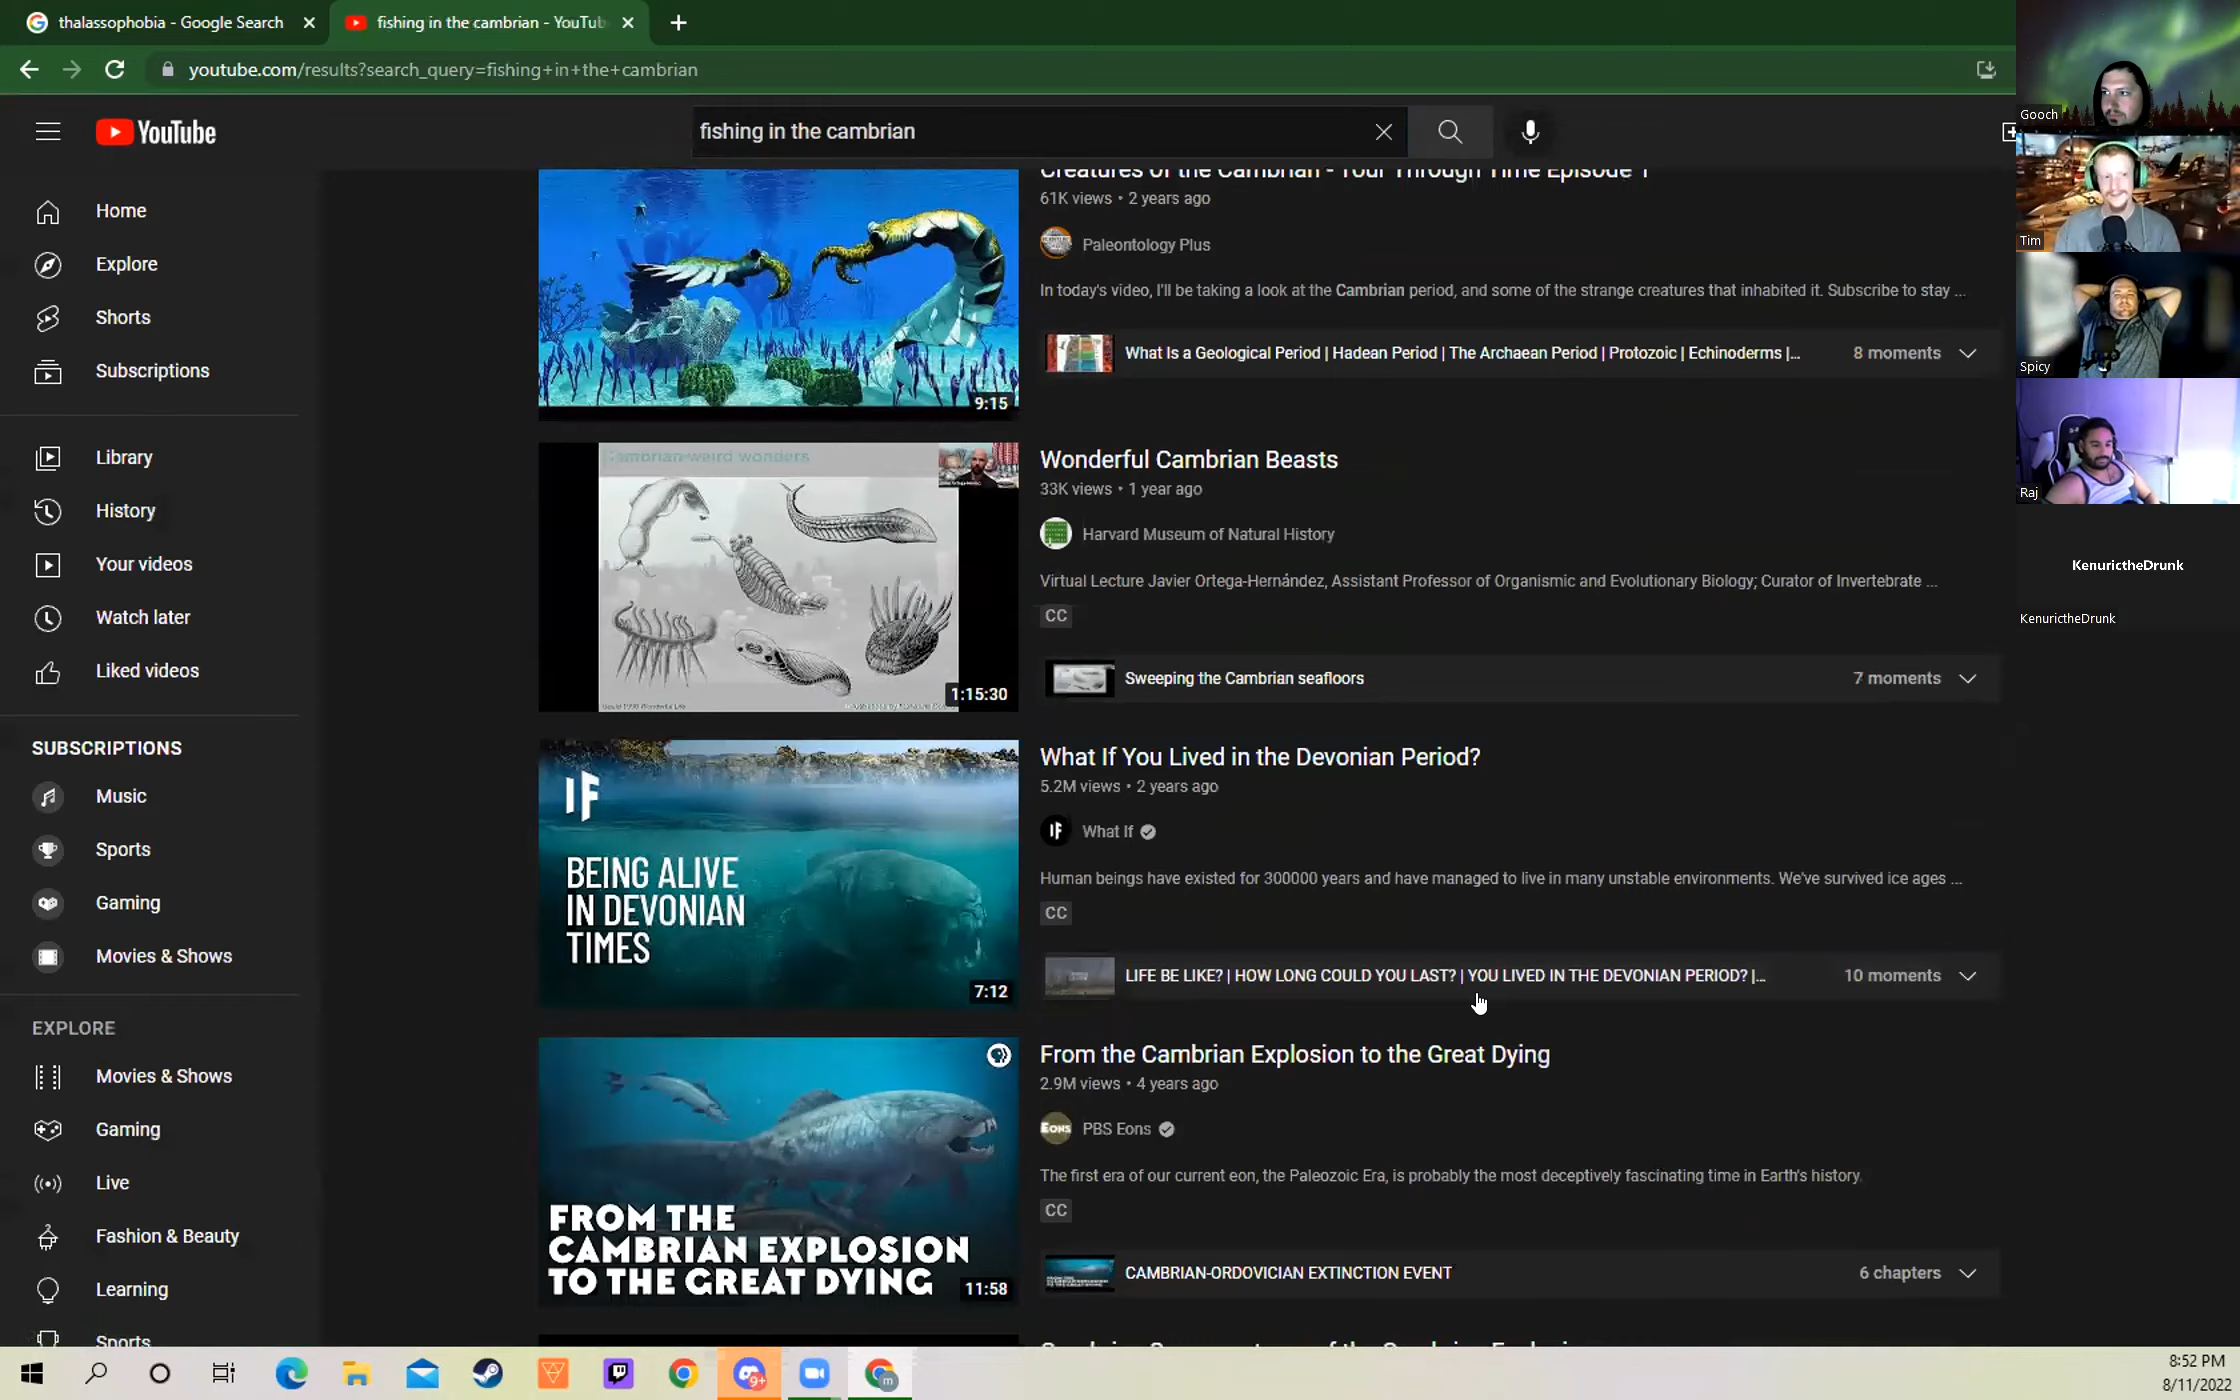 thalassophobia - Google Search
fishing in the cambrian - YouTub
youtube.com/results?search_query=fishing+in+the+cambrian
YouTube
fishing in the cambrian
Home
Explore
Shorts
Subscriptions
Library
History
Your videos
Watch later
Liked videos
SUBSCRIPTIONS
Music
Sports
Gaming
Movies & Shows
EXPLORE
Movies & Shows
Gaming
Live
Fashion & Beauty
Learning
Sports
9:15
Creatures of the Cambrian - Tour Through Time Episode 1
61K views • 2 years ago
Paleontology Plus
In today's video, I'll be taking a look at the Cambrian period, and some of the strange creatures that inhabited it. Subscribe to stay ...
What Is a Geological Period | Hadean Period | The Archaean Period | Protozoic | Echinoderms |...
8 moments
Cambrian weird wonders
1:15:30
Wonderful Cambrian Beasts
33K views • 1 year ago
Harvard Museum of Natural History
Virtual Lecture Javier Ortega-Hernández, Assistant Professor of Organismic and Evolutionary Biology; Curator of Invertebrate ...
CC
Sweeping the Cambrian seafloors
7 moments
IF
BEING ALIVE
IN DEVONIAN
TIMES
7:12
What If You Lived in the Devonian Period?
5.2M views • 2 years ago
IF
What If
Human beings have existed for 300000 years and have managed to live in many unstable environments. We've survived ice ages ...
CC
LIFE BE LIKE? | HOW LONG COULD YOU LAST? | YOU LIVED IN THE DEVONIAN PERIOD? |...
10 moments
FROM THE
CAMBRIAN EXPLOSION
TO THE GREAT DYING
11:58
From the Cambrian Explosion to the Great Dying
2.9M views • 4 years ago
EONS
PBS Eons
The first era of our current eon, the Paleozoic Era, is probably the most deceptively fascinating time in Earth's history.
CC
CAMBRIAN-ORDOVICIAN EXTINCTION EVENT
6 chapters
Gooch
Tim
Spicy
Raj
KenurictheDrunk
KenurictheDrunk
9+
m
8:52 PM
8/11/2022